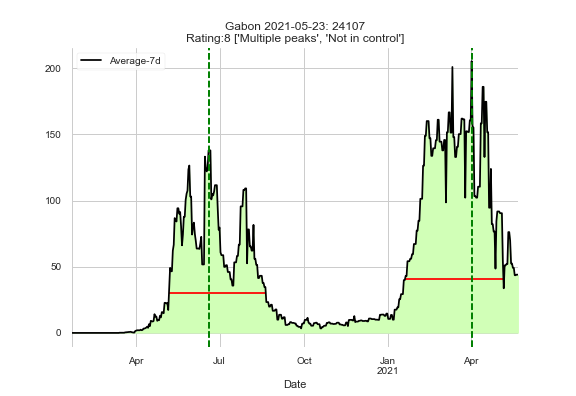 Gabon 2021-05-23: 24107
Rating:8 ['Multiple peaks', 'Not in control']
Average-7d
200
150
100
50
0
Apr
Jul
Oct
Jan
2021
Apr
Date